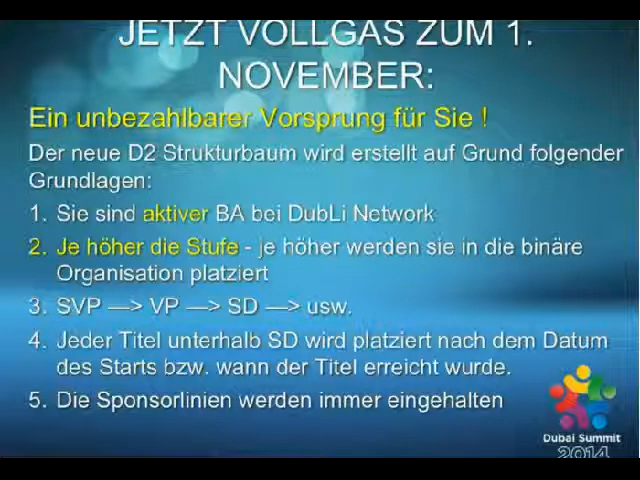 JETZT VOLLGAS ZUM 1.
NOVEMBER:
Ein unbezahlbarer Vorsprung für Sie !
Der neue D2 Strukturbaum wird erstellt auf Grund folgender
Grundlagen:
1. Sie sind aktiver BA bei DubLi Network
2. Je höher die Stufe - je höher werden sie in die binäre
Organisation platziert
3. SVP —> VP —> SD —> usw.
4. Jeder Titel unterhalb SD wird platziert nach dem Datum
des Starts bzw. wann der Titel erreicht wurde.
5. Die Sponsorlinien werden immer eingehalten
Dubai Summit
2014